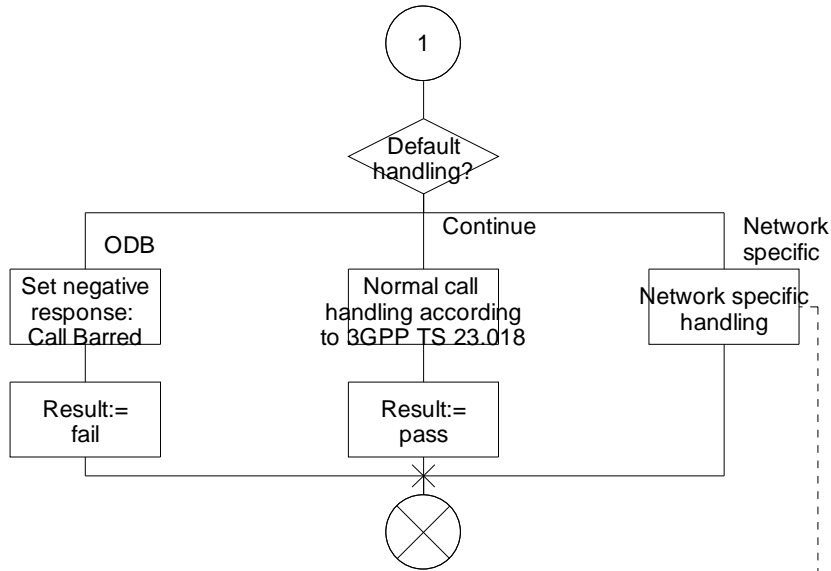 1
Default
handling?
ODB
Continue
Network
specific
Set negative
response:
Call Barred
Normal call
handling according
to 3GPP TS 23.018
Network specific
handling
Result:=
fail
Result:=
pass